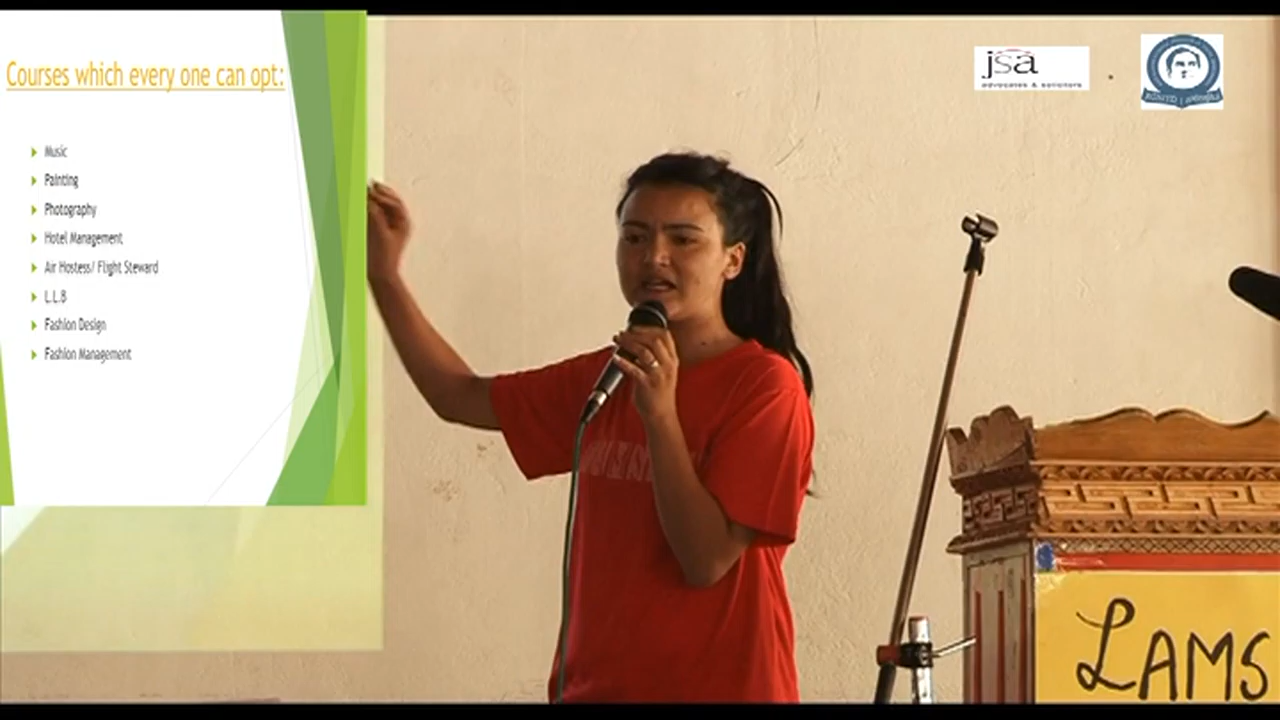 Courses which every one can opt:
Music
Painting
Photography
Hotel Management
Air Hostess/ Flight Steward
L.L.B
Fashion Design
Fashion Management
jsa
advocates & solicitors
LAMS